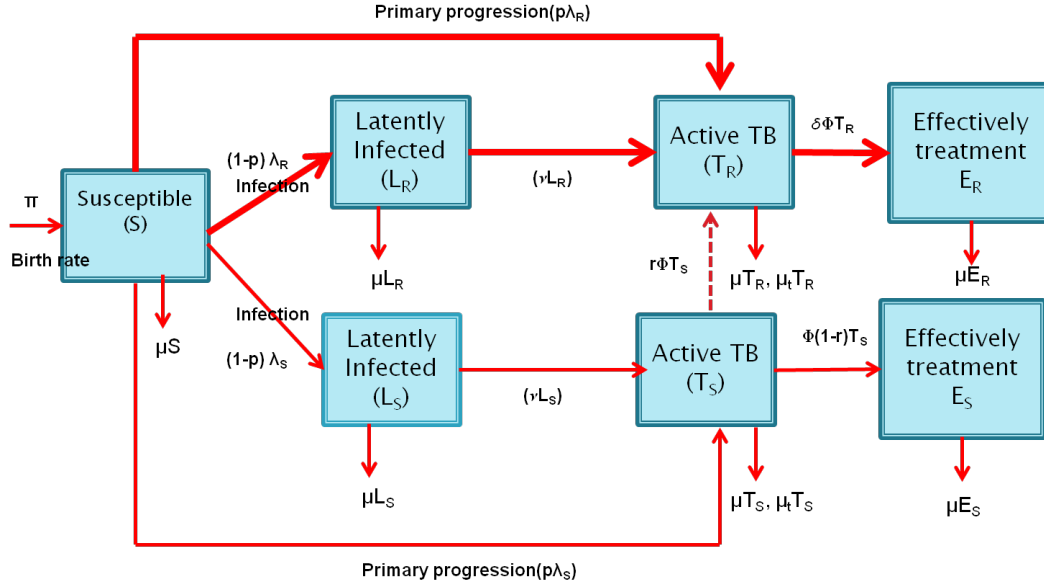 Primary progression(pλR)
Latently
Infected
(LR)
Active TB
(TR)
δΦTR
Effectively
treatment
ER
(1-p) λR
Infection
(νLR)
Susceptible
(S)
π
Birth rate
μLR
rΦTS
μTR, μtTR
μER
μS
Infection
(1-p) λS
Latently
Infected
(LS)
Active TB
(TS)
Φ(1-r)TS
Effectively
treatment
ES
(νLS)
μLS
μTS, μtTS
μES
Primary progression(pλS)